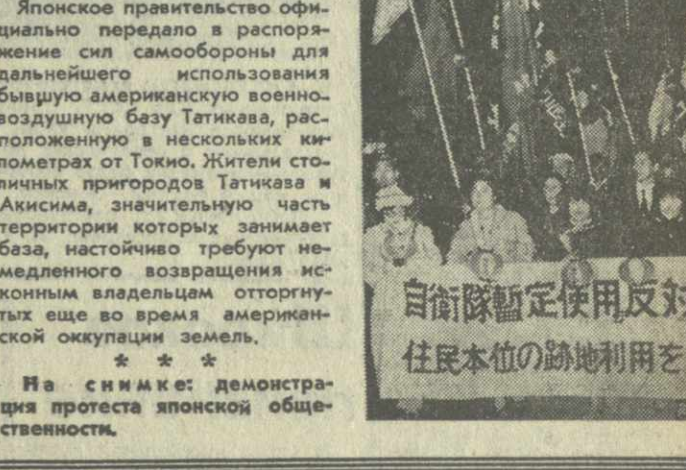 Японское правительство офи-
циально передало в распоря-
жение сил самообороны для
дальнейшего использования
бывшую американскую военно-
воздушную базу Татикава, рас-
положенную в нескольких ки-
лометрах от Токио. Жители сто-
личных пригородов Татикава и
Акисима, значительную часть
территории которых занимает
база, настойчиво требуют не-
медленного возвращения ис-
конным владельцам отторгну-
тых еще во время американ-
ской оккупации земель.
* * *
На снимке: демонстра-
ция протеста японской обще-
ственности.
自衛隊暫定使用反対
住民本位の跡地利用を